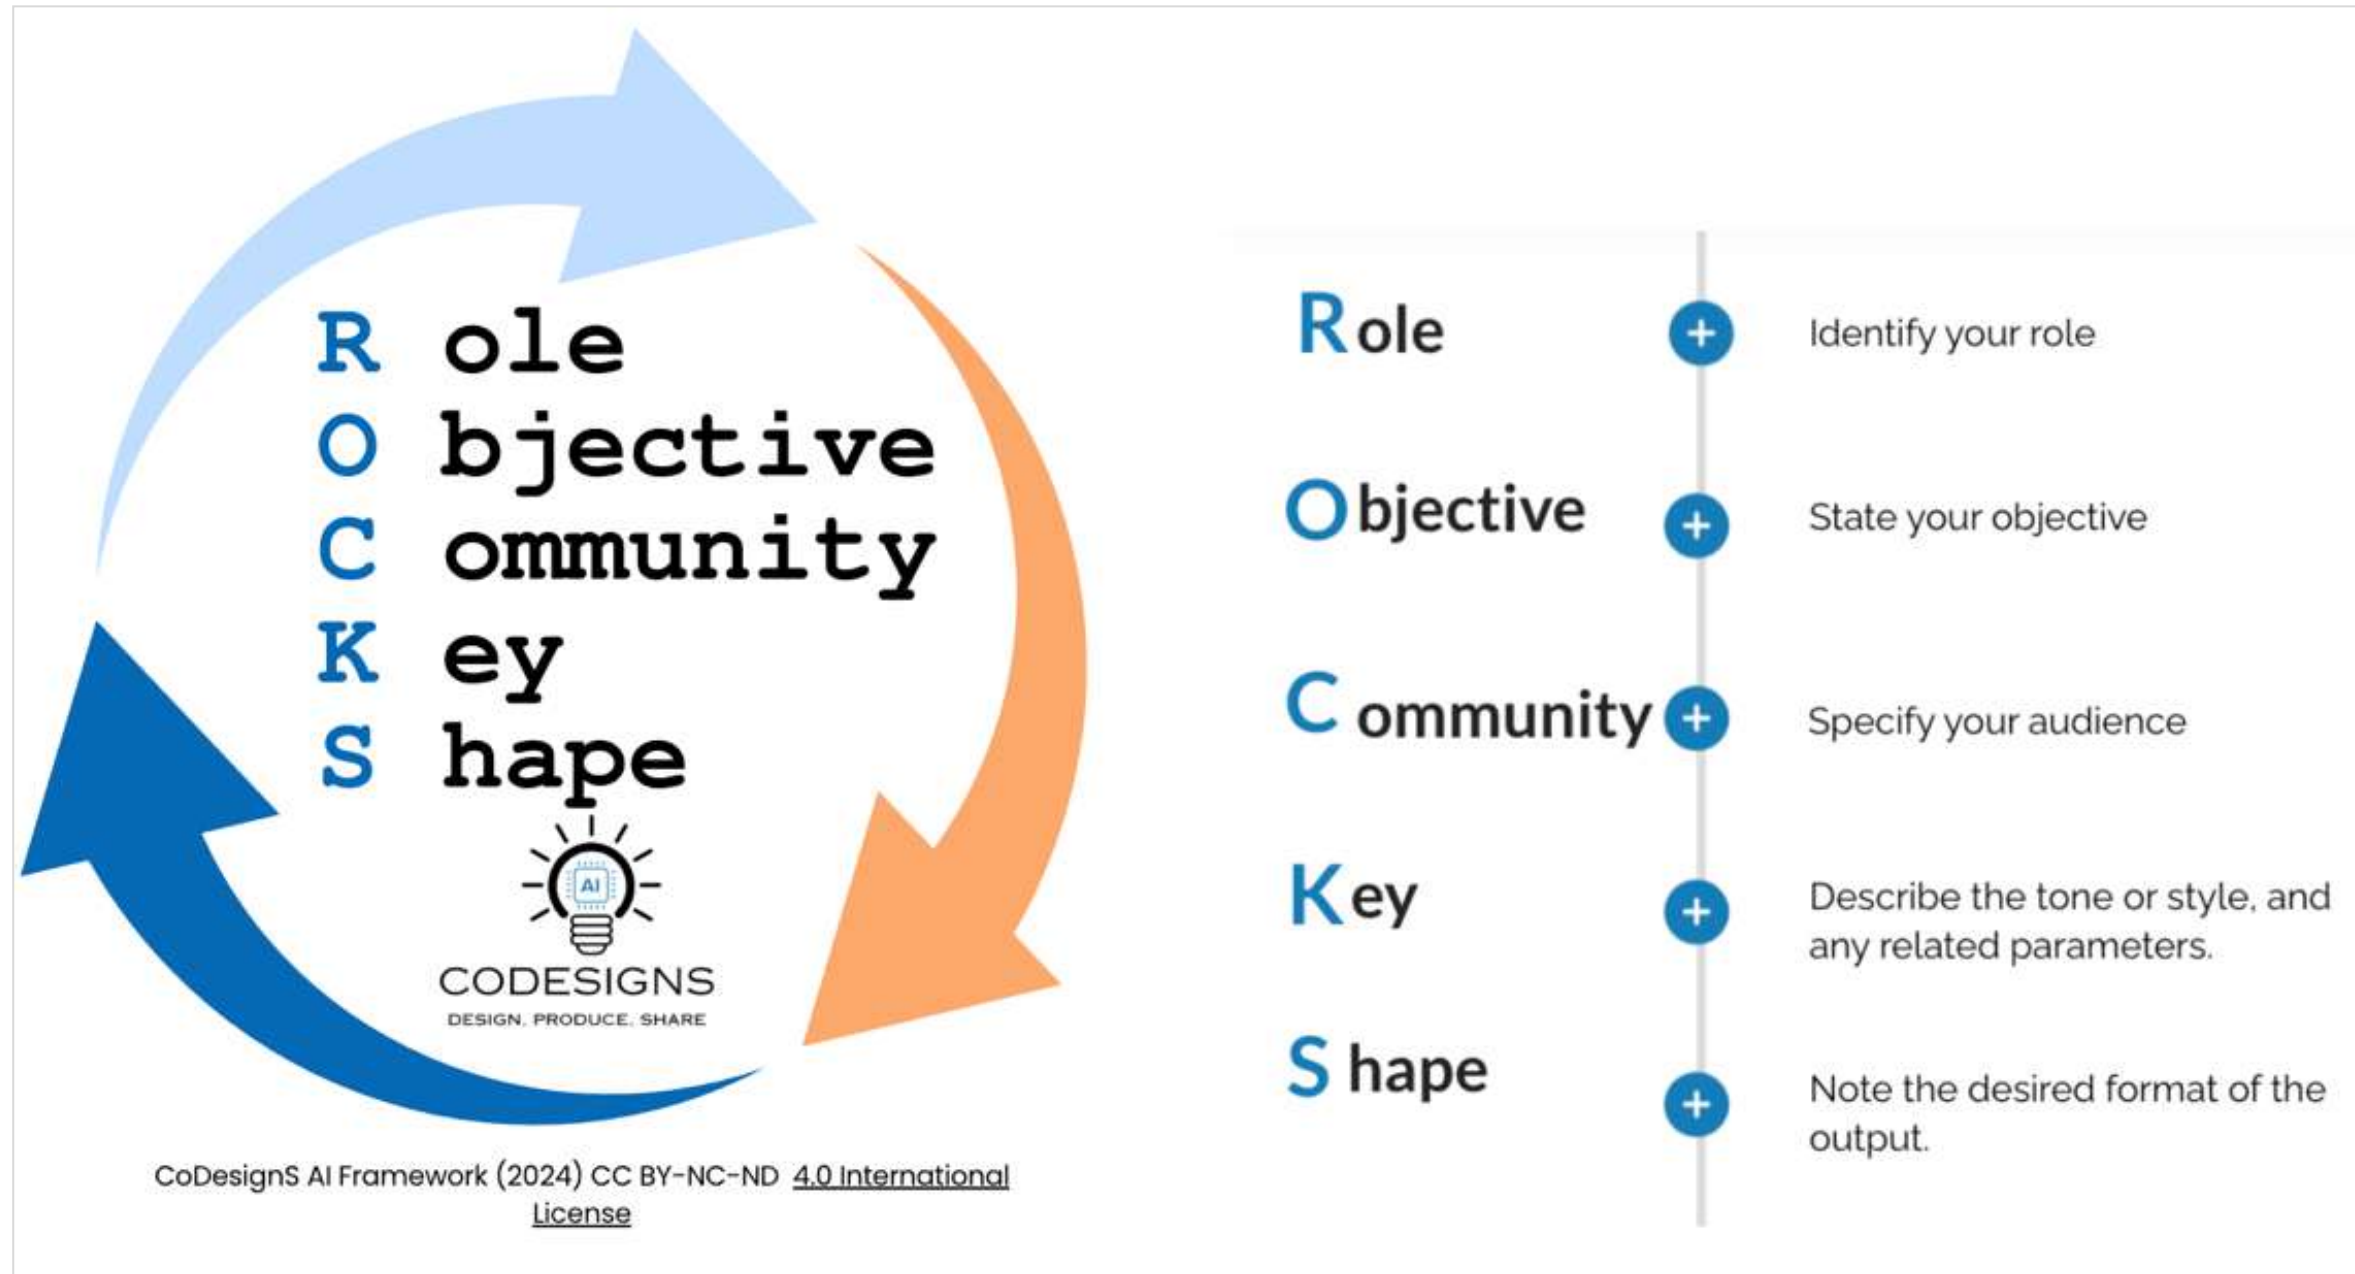 R ole
O bjective
C ommunity
K ey
S hape
AI
CODESIGNS
DESIGN. PRODUCE. SHARE
CoDesignS AI Framework (2024) CC BY-NC-ND 4.0 International
License
Role
Identify your role
Objective
State your objective
Community
Specify your audience
Key
Describe the tone or style, and
any related parameters.
Shape
Note the desired format of the
output.